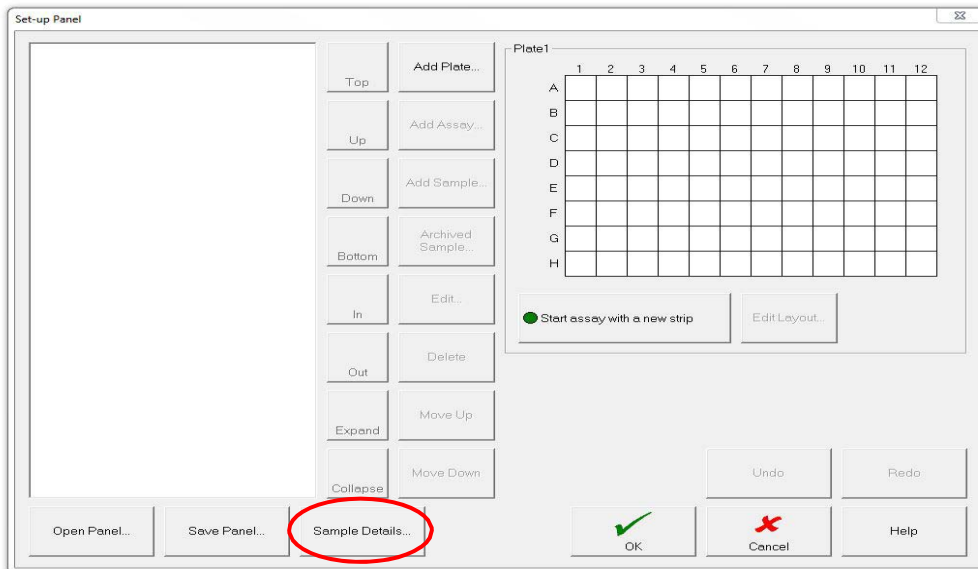 Set-up Panel
Top
Up
Down
Bottom
In
Out
Expand
Collapse
Add Plate...
Add Assay...
Add Sample...
Archived
Sample...
Edit...
Delete
Move Up
Move Down
Plate1
1 2 3 4 5 6 7 8 9 10 11 12
A
B
C
D
E
F
G
H
Start assay with a new strip
Edit Layout...
Undo
Redo
Open Panel...
Save Panel...
Sample Details...
OK
Cancel
Help